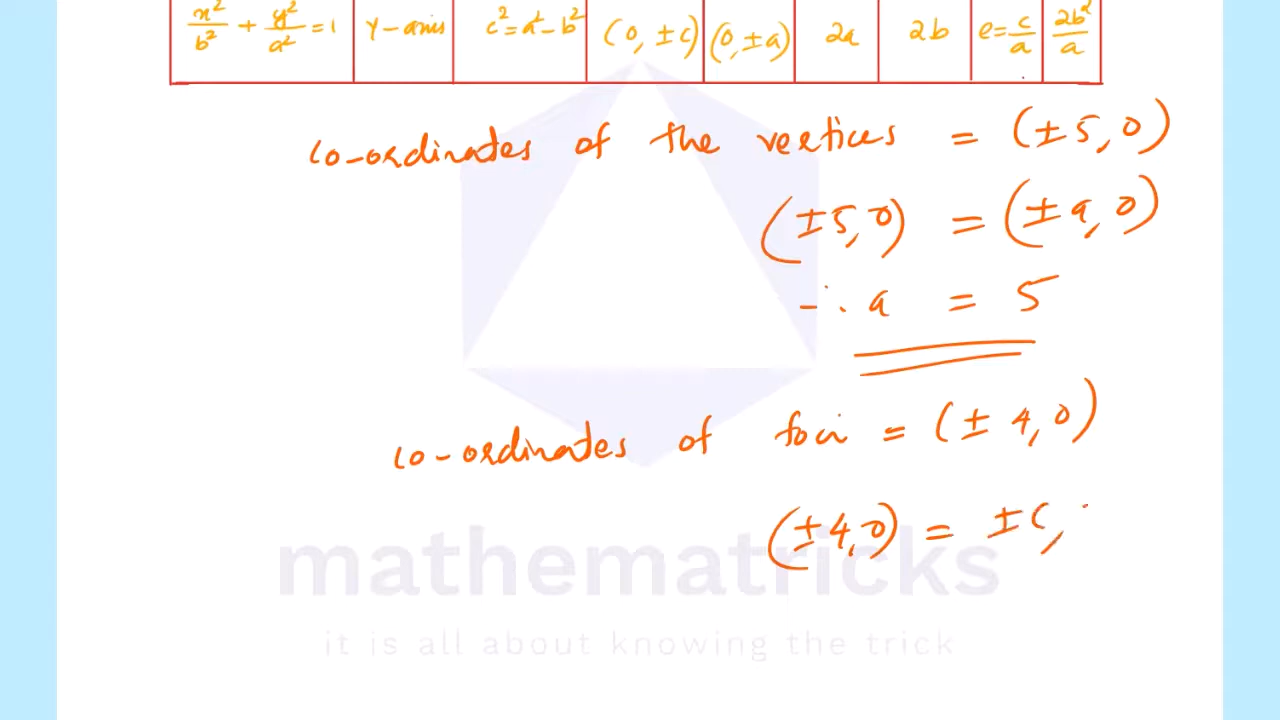 x²/b² + y²/a² = 1 | Y-axis | c² = a² - b² | (0, ±c) | (0, ±a) | 2a | 2b | e = c/a | 2b²/a
co-ordinates of the vertices = (±5, 0)
(±5, 0) = (±a, 0)
∴ a = 5
co-ordinates of foci = (± 4, 0)
(±4, 0) = ±c,
mathematricks
it is all about knowing the trick